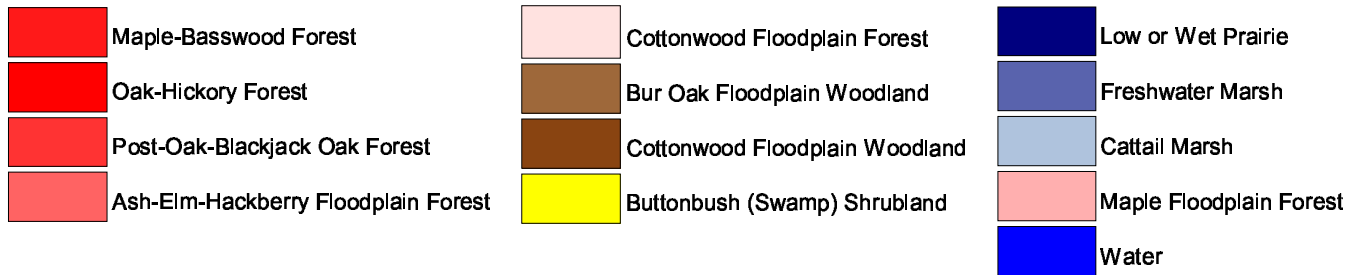 Maple-Basswood Forest
Oak-Hickory Forest
Post-Oak-Blackjack Oak Forest
Ash-Elm-Hackberry Floodplain Forest
Cottonwood Floodplain Forest
Bur Oak Floodplain Woodland
Cottonwood Floodplain Woodland
Buttonbush (Swamp) Shrubland
Low or Wet Prairie
Freshwater Marsh
Cattail Marsh
Maple Floodplain Forest
Water